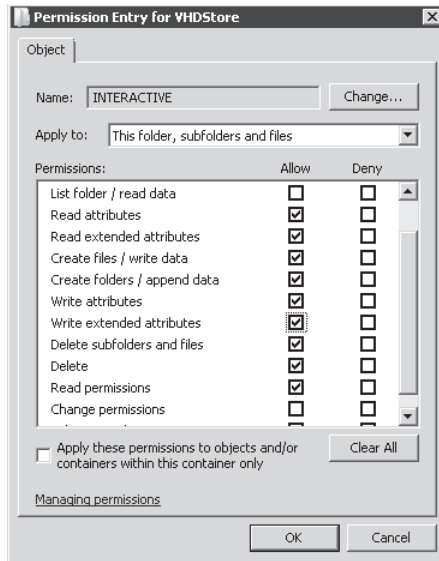 Permission Entry for VHDStore
Object
Name: INTERACTIVE Change...
Apply to: This folder, subfolders and files
Permissions: Allow Deny
List folder / read data
Read attributes
Read extended attributes
Create files / write data
Create folders / append data
Write attributes
Write extended attributes
Delete subfolders and files
Delete
Read permissions
Change permissions
Apply these permissions to objects and/or
containers within this container only
Clear All
Managing permissions
OK Cancel